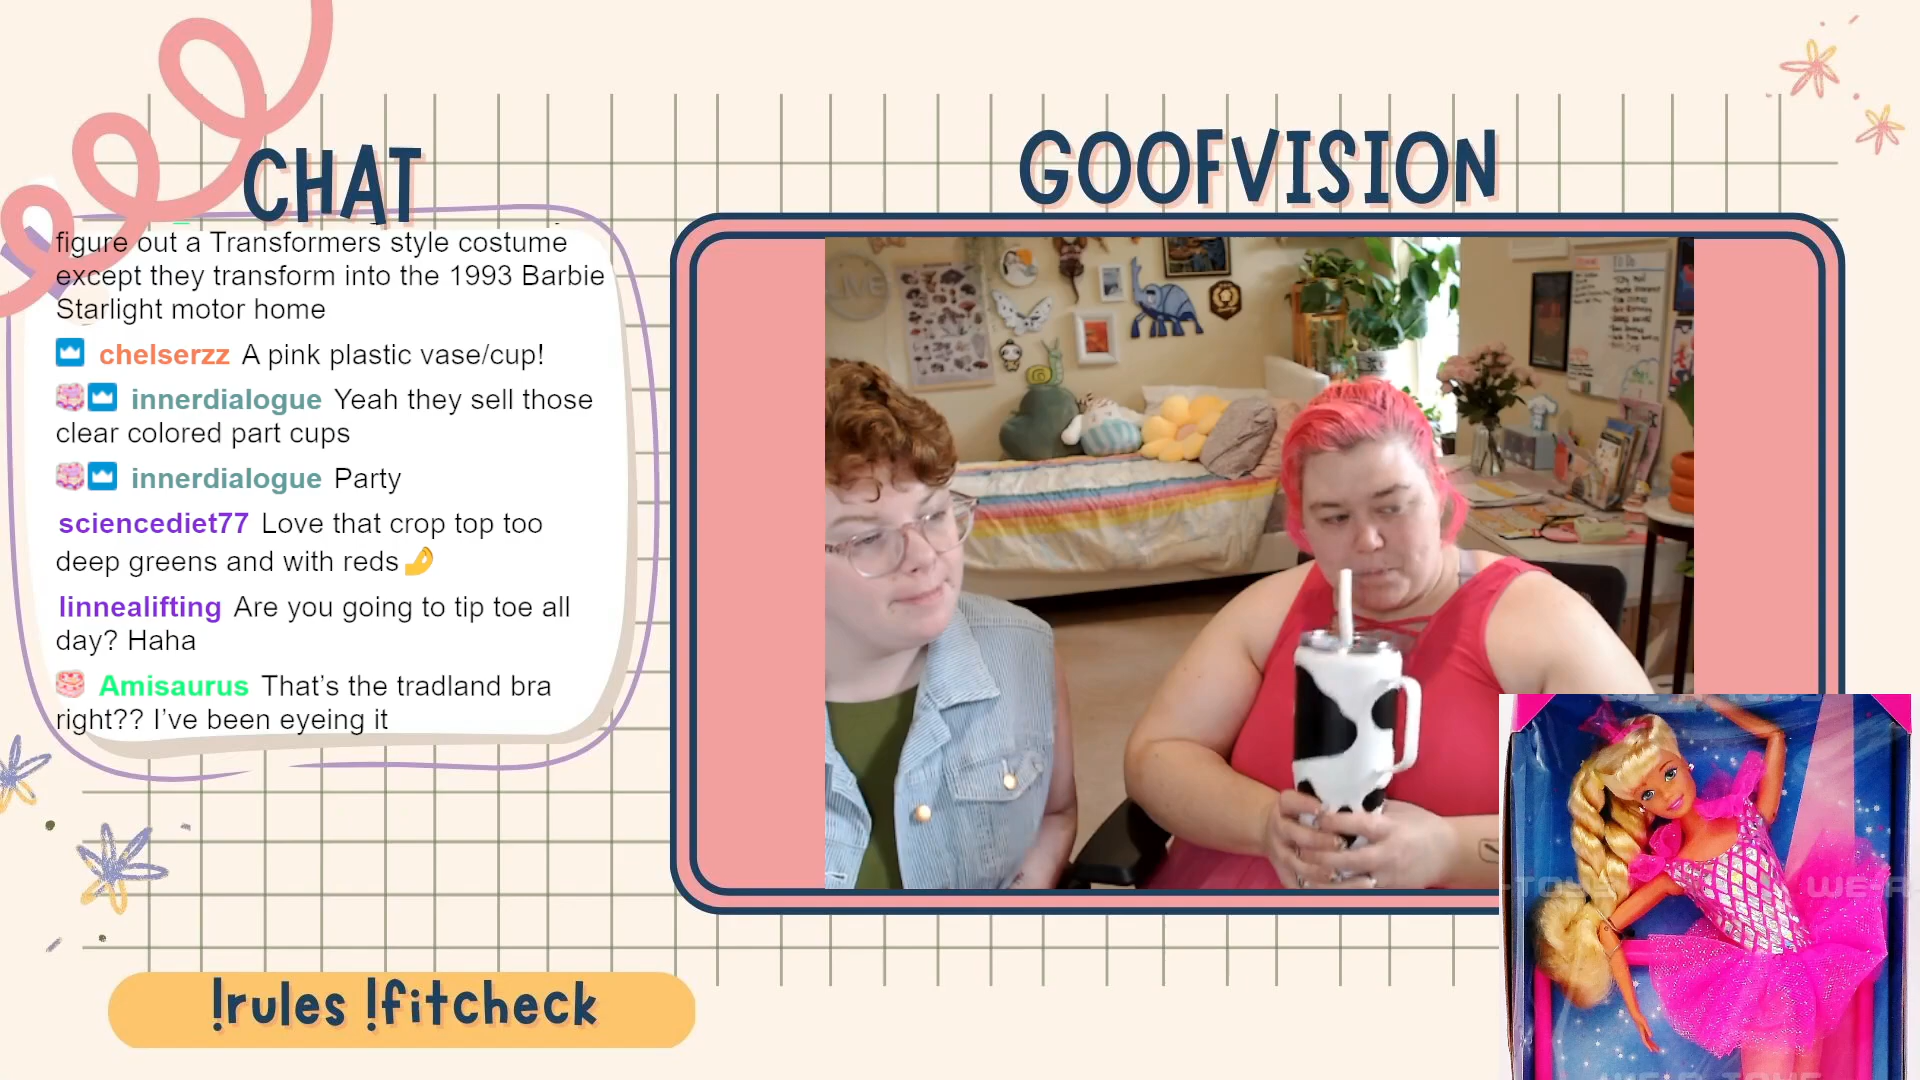 CHAT
GOOFVISION
figure out a Transformers style costume
except they transform into the 1993 Barbie
Starlight motor home
chelserzz A pink plastic vase/cup!
innerdialogue Yeah they sell those
clear colored part cups
innerdialogue Party
sciencediet77 Love that crop top too
deep greens and with reds🤌
linnealifting Are you going to tip toe all
day? Haha
Amisaurus That’s the tradland bra
right?? I’ve been eyeing it
LIVE
To Do
!rules !fitcheck